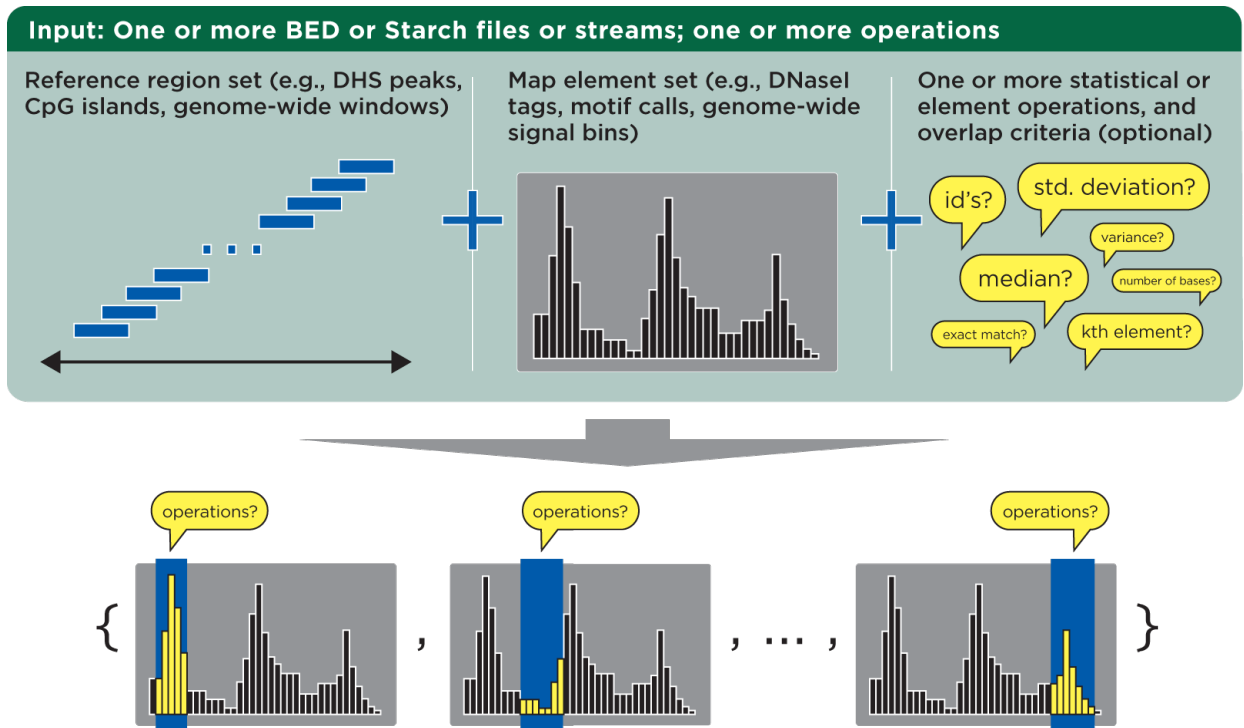 Input: One or more BED or Starch files or streams; one or more operations
Reference region set (e.g., DHS peaks,
CpG islands, genome-wide windows)
Map element set (e.g., DNaseI
tags, motif calls, genome-wide
signal bins)
One or more statistical or
element operations, and
overlap criteria (optional)
id's?
std. deviation?
variance?
median?
number of bases?
exact match?
kth element?
operations?
operations?
operations?
{ , , ... , }